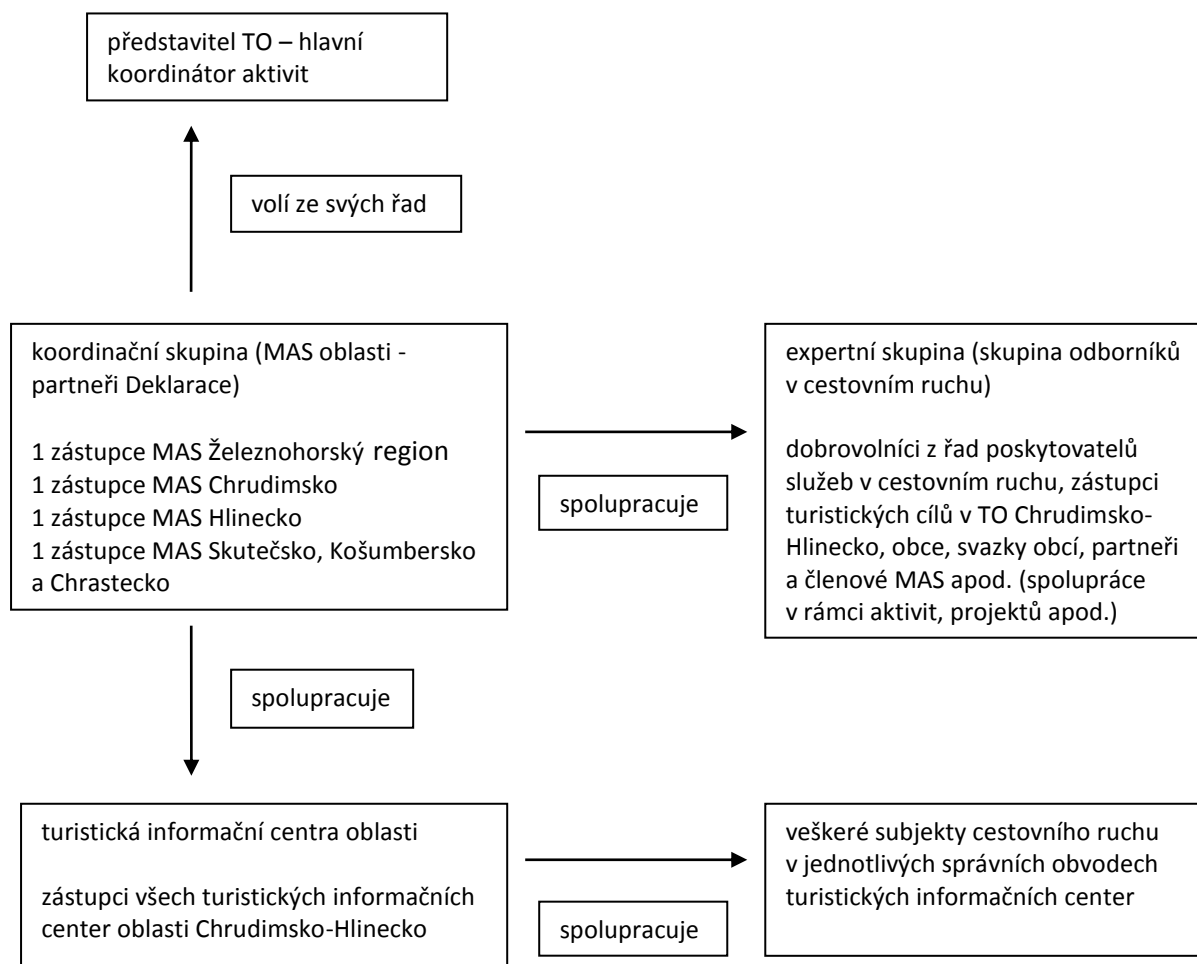 představitel TO – hlavní
koordinátor aktivit
volí ze svých řad
koordinační skupina (MAS oblasti -
partneři Deklarace)
1 zástupce MAS Železnohorský region
1 zástupce MAS Chrudimsko
1 zástupce MAS Hlinecko
1 zástupce MAS Skutečsko, Košumbersko
a Chrastecko
spolupracuje
expertní skupina (skupina odborníků
v cestovním ruchu)
dobrovolníci z řad poskytovatelů
služeb v cestovním ruchu, zástupci
turistických cílů v TO Chrudimsko-
Hlinecko, obce, svazky obcí, partneři
a členové MAS apod. (spolupráce
v rámci aktivit, projektů apod.)
spolupracuje
turistická informační centra oblasti
zástupci všech turistických informačních
center oblasti Chrudimsko-Hlinecko
spolupracuje
veškeré subjekty cestovního ruchu
v jednotlivých správních obvodech
turistických informačních center